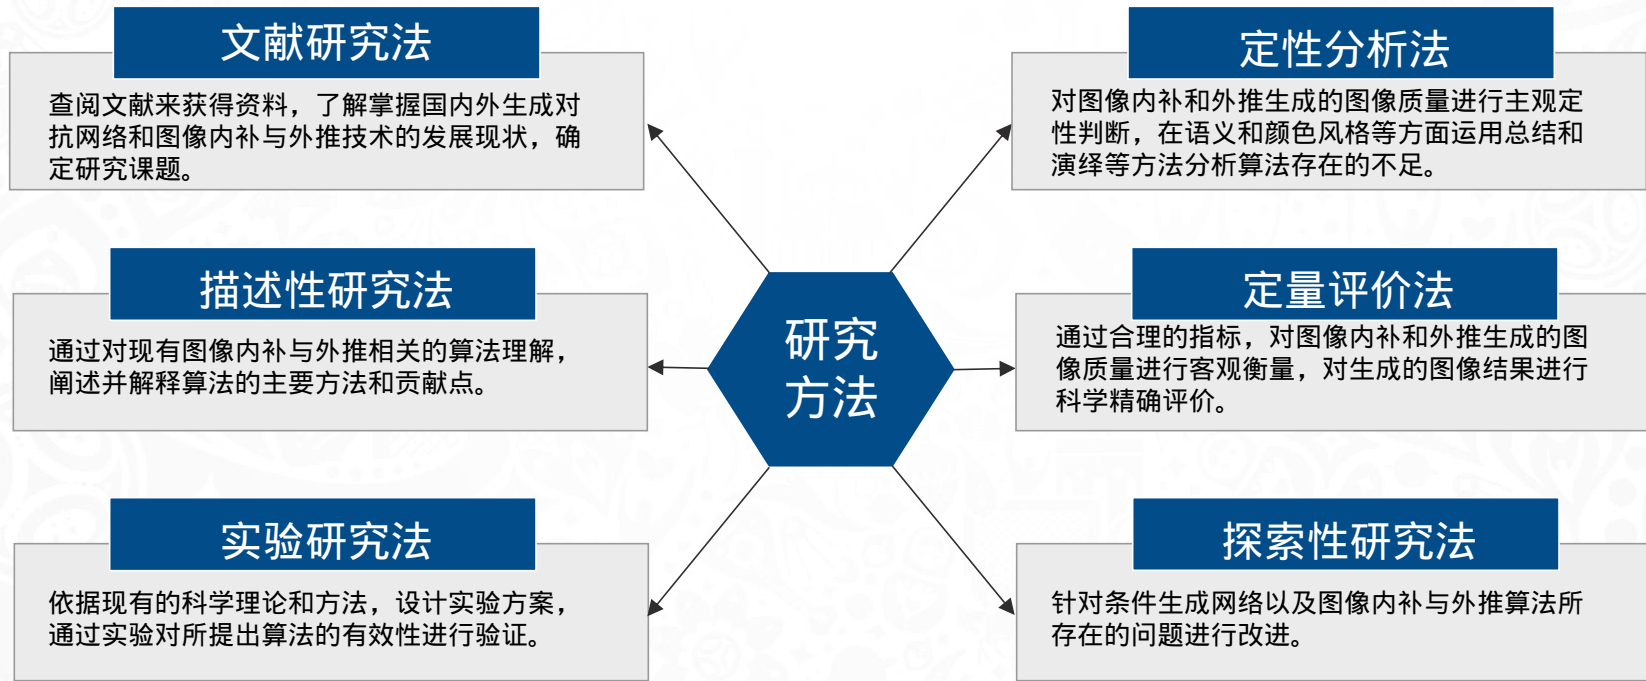 文献研究法
查阅文献来获得资料，了解掌握国内外生成对
抗网络和图像内补与外推技术的发展现状，确
定研究课题。
描述性研究法
通过对现有图像内补与外推相关的算法理解，
阐述并解释算法的主要方法和贡献点。
实验研究法
依据现有的科学理论和方法，设计实验方案，
通过实验对所提出算法的有效性进行验证。
研究
方法
定性分析法
对图像内补和外推生成的图像质量进行主观定
性判断，在语义和颜色风格等方面运用总结和
演绎等方法分析算法存在的不足。
定量评价法
通过合理的指标，对图像内补和外推生成的图
像质量进行客观衡量，对生成的图像结果进行
科学精确评价。
探索性研究法
针对条件生成网络以及图像内补与外推算法所
存在的问题进行改进。